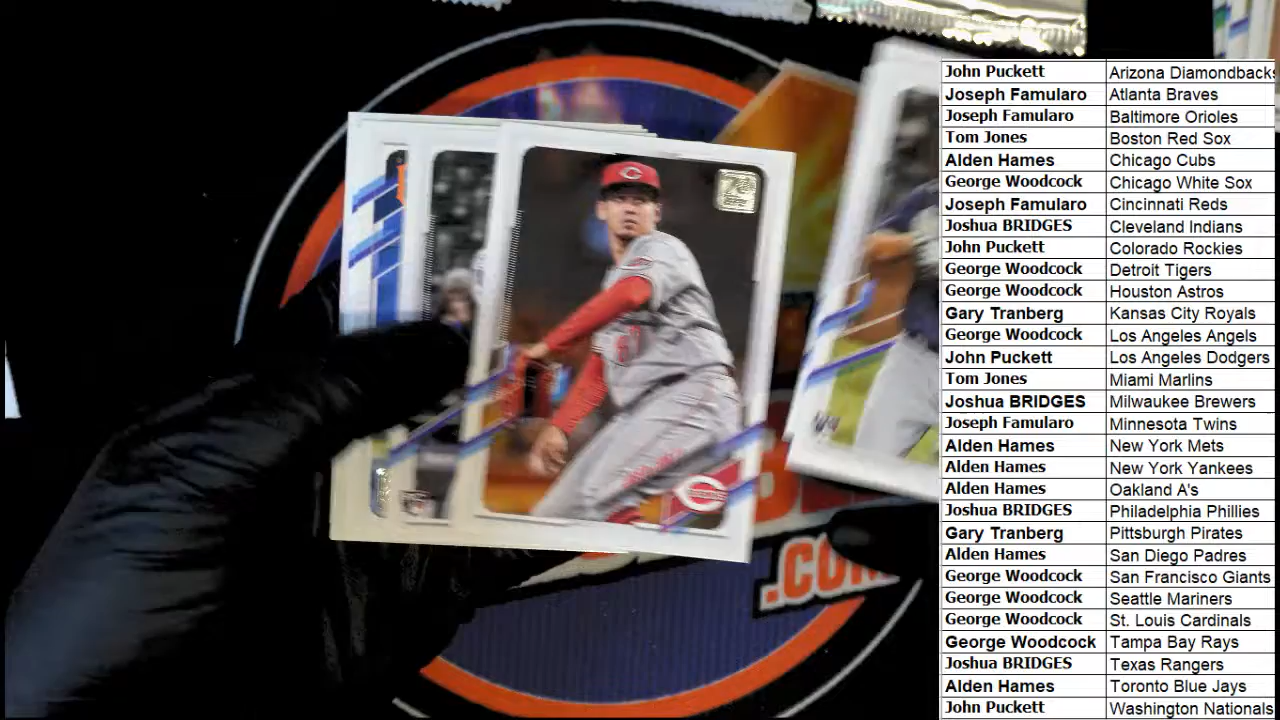 John Puckett Arizona Diamondbacks
Joseph Famularo Atlanta Braves
Joseph Famularo Baltimore Orioles
Tom Jones Boston Red Sox
Alden Hames Chicago Cubs
George Woodcock Chicago White Sox
Joseph Famularo Cincinnati Reds
Joshua BRIDGES Cleveland Indians
John Puckett Colorado Rockies
George Woodcock Detroit Tigers
George Woodcock Houston Astros
Gary Tranberg Kansas City Royals
George Woodcock Los Angeles Angels
John Puckett Los Angeles Dodgers
Tom Jones Miami Marlins
Joshua BRIDGES Milwaukee Brewers
Joseph Famularo Minnesota Twins
Alden Hames New York Mets
Alden Hames New York Yankees
Alden Hames Oakland A's
Joshua BRIDGES Philadelphia Phillies
Gary Tranberg Pittsburgh Pirates
Alden Hames San Diego Padres
George Woodcock San Francisco Giants
George Woodcock Seattle Mariners
George Woodcock St. Louis Cardinals
George Woodcock Tampa Bay Rays
Joshua BRIDGES Texas Rangers
Alden Hames Toronto Blue Jays
John Puckett Washington Nationals